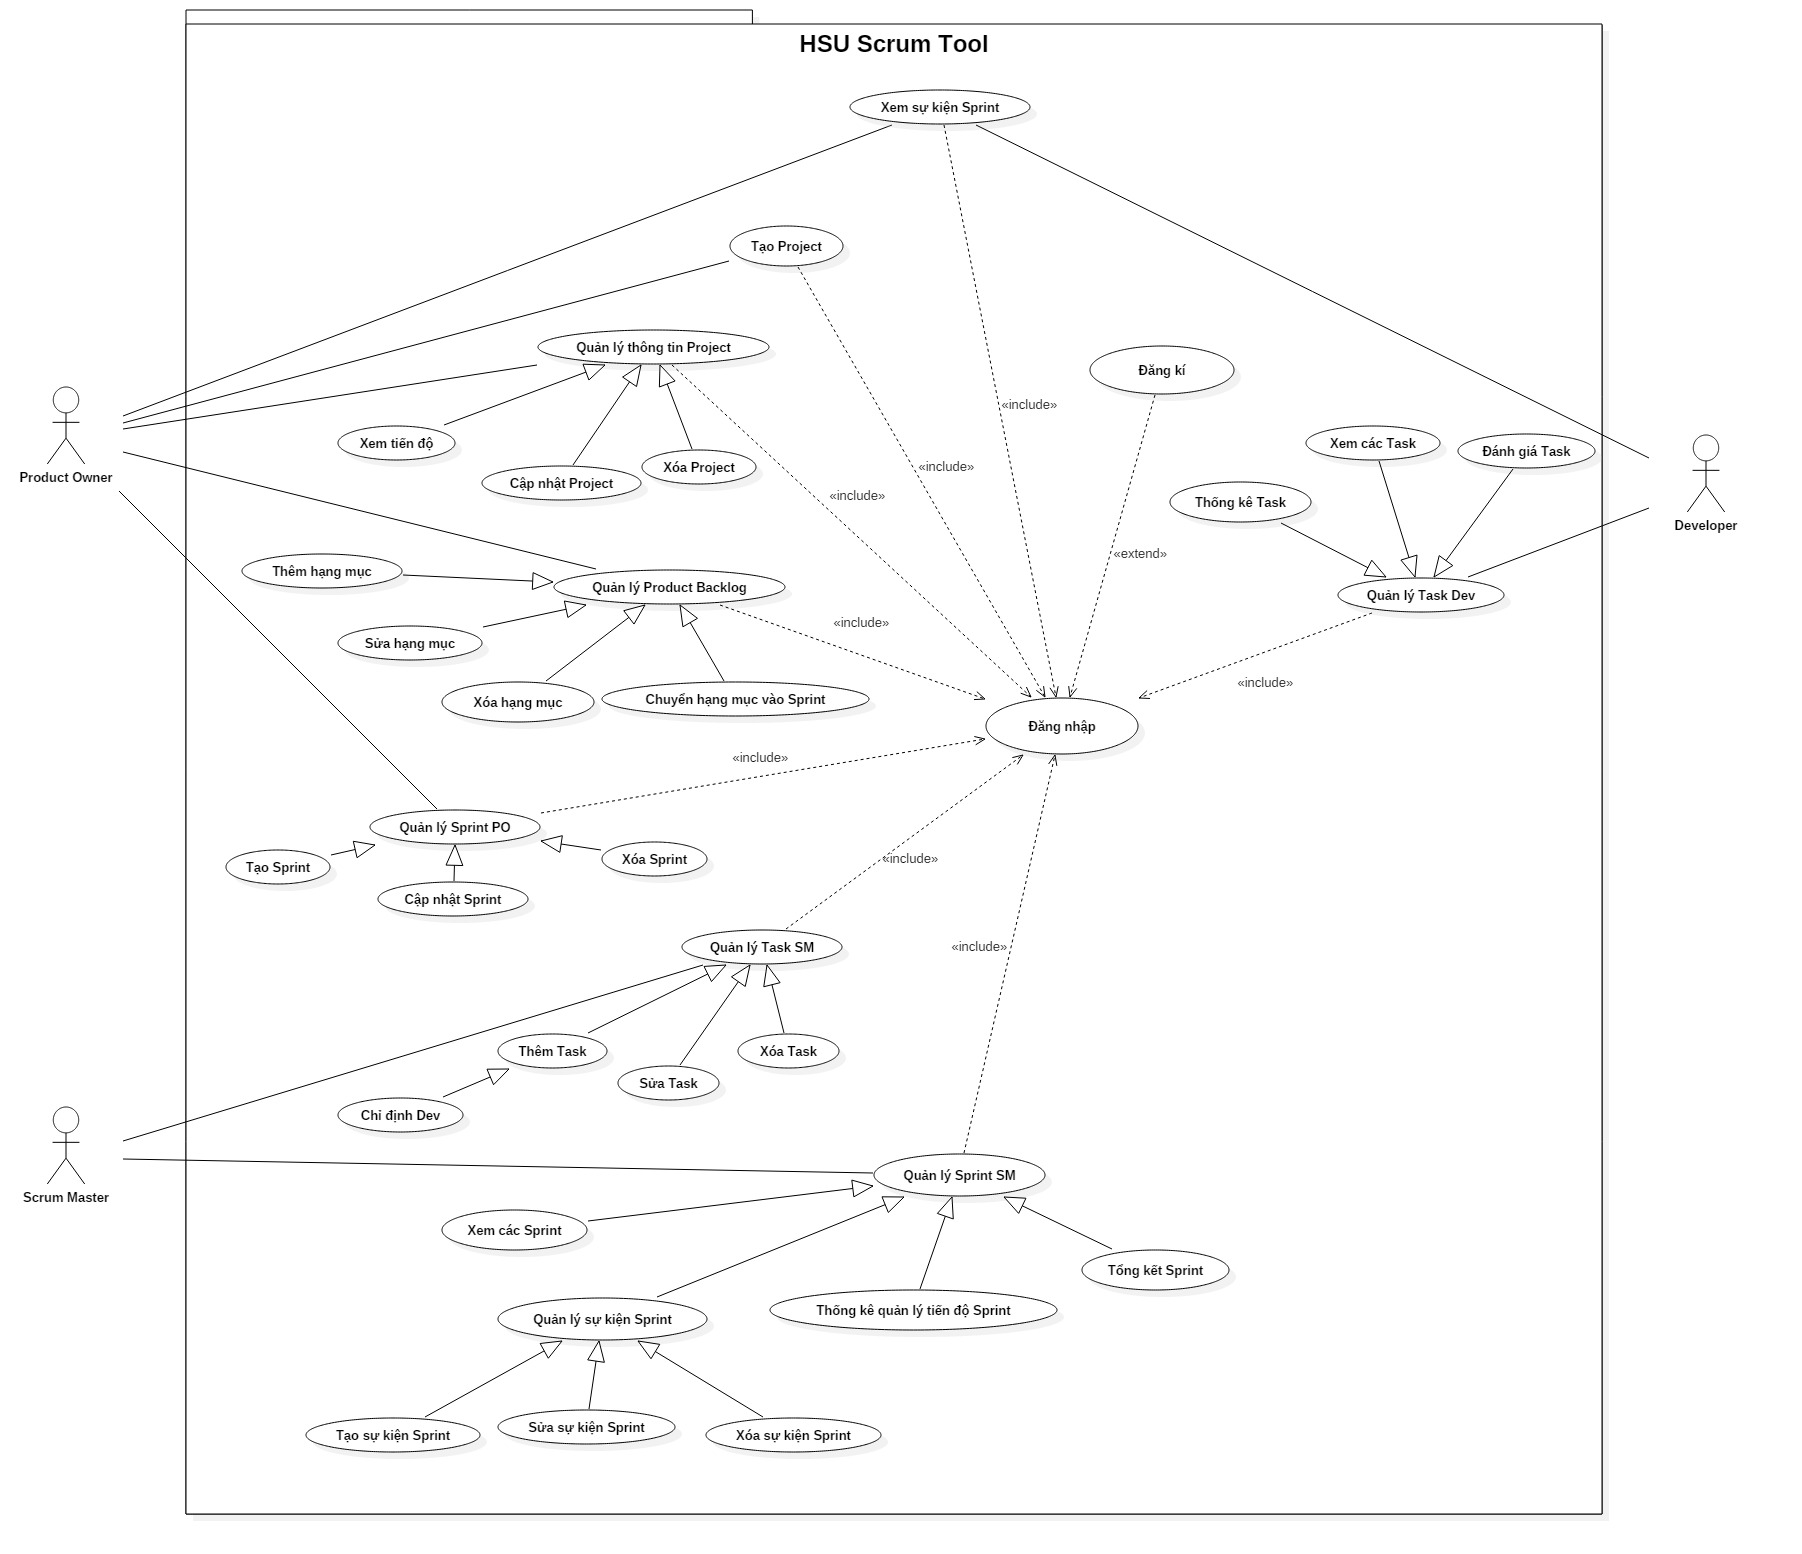 HSU Scrum Tool
Xem sự kiện Sprint
Tạo Project
Quản lý thông tin Project
Đăng kí
«include»
Xem tiến độ
Xem các Task
Đánh giá Task
Cập nhật Project
Xóa Project
«include»
«include»
Product Owner
Thống kê Task
Developer
«extend»
Thêm hạng mục
Quản lý Product Backlog
Quản lý Task Dev
«include»
Sửa hạng mục
«include»
Xóa hạng mục
Chuyển hạng mục vào Sprint
Đăng nhập
«include»
Quản lý Sprint PO
Tạo Sprint
Xóa Sprint
Cập nhật Sprint
«include»
Quản lý Task SM
«include»
Thêm Task
Xóa Task
Sửa Task
Chỉ định Dev
Scrum Master
Quản lý Sprint SM
Xem các Sprint
Tổng kết Sprint
Quản lý sự kiện Sprint
Thống kê quản lý tiến độ Sprint
Tạo sự kiện Sprint
Sửa sự kiện Sprint
Xóa sự kiện Sprint